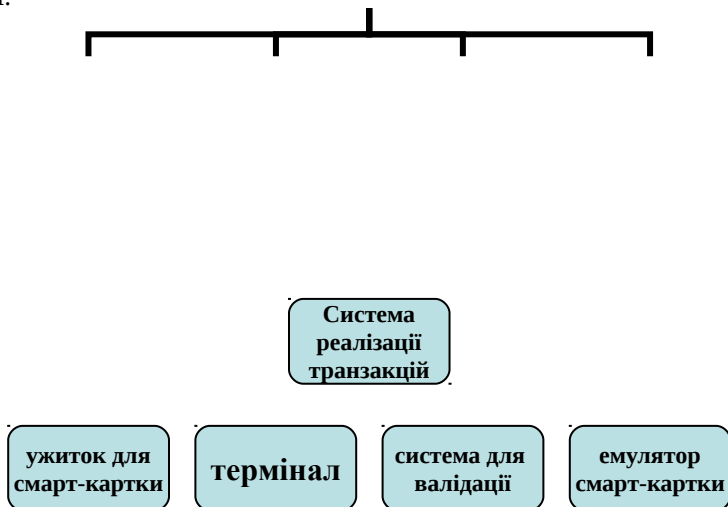 Система
реалізації
транзакцій
ужиток для
смарт-картки
термінал
система для
валідації
емулятор
смарт-картки